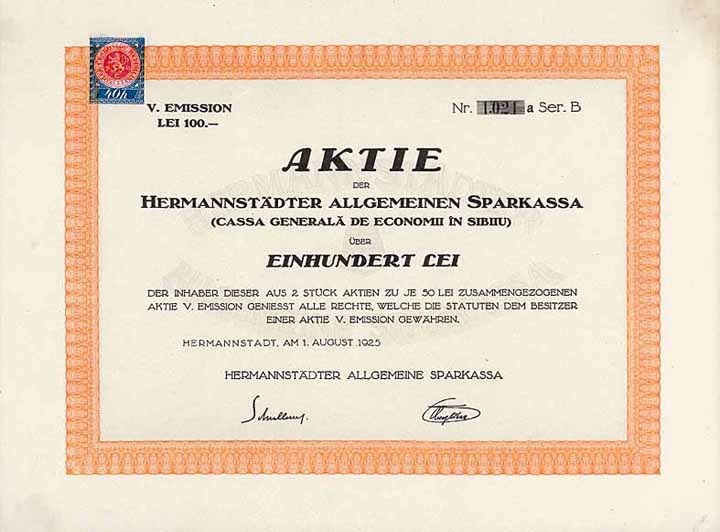 V. EMISSION
LEI 100.—
Nr. 1.021 a Ser. B
AKTIE
DER
HERMANNSTÄDTER ALLGEMEINEN SPARKASSA
(CASSA GENERALĂ DE ECONOMII ÎN SIBIIU)
ÜBER
EINHUNDERT LEI
DER INHABER DIESER AUS 2 STÜCK AKTIEN ZU JE 50 LEI ZUSAMMENGEZOGENEN
AKTIE V. EMISSION GENIESST ALLE RECHTE, WELCHE DIE STATUTEN DEM BESITZER
EINER AKTIE V. EMISSION GEWÄHREN.
HERMANNSTADT, AM 1. AUGUST 1925
HERMANNSTÄDTER ALLGEMEINE SPARKASSA